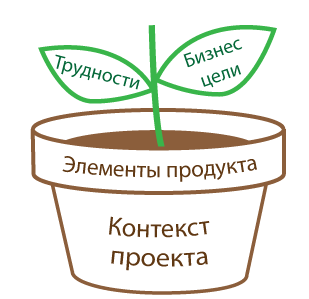 Трудности
Бизнес
цели
Элементы продукта
Контекст
проекта